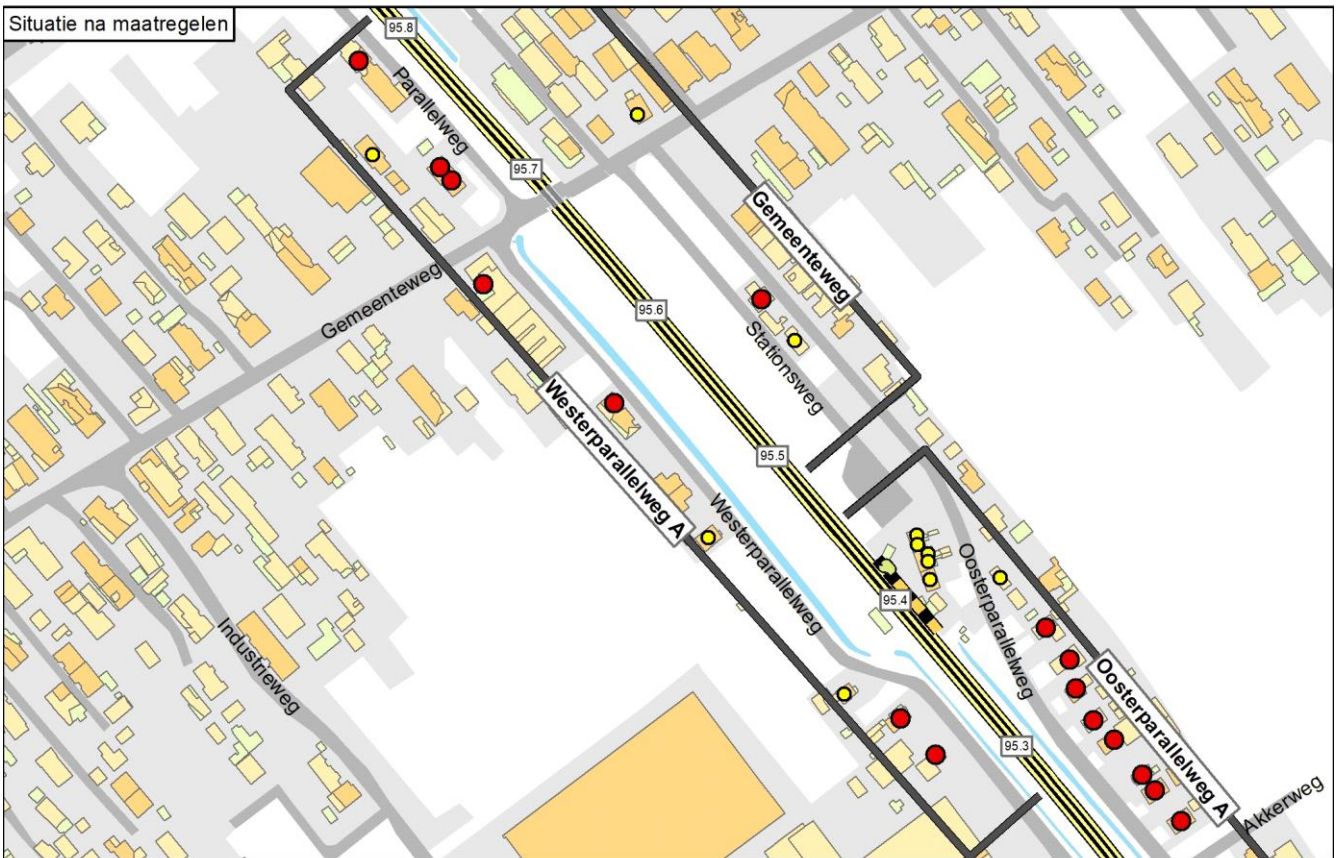 Situatie na maatregelen
95.8
Parallelweg
95.7
Gemeenteweg
Gemeenteweg
95.6
Stationsweg
Westerparallelweg A
95.5
Westerparallelweg
Oosterparallelweg
95.4
Industrieweg
Oosterparallelweg A
95.3
Akkerweg